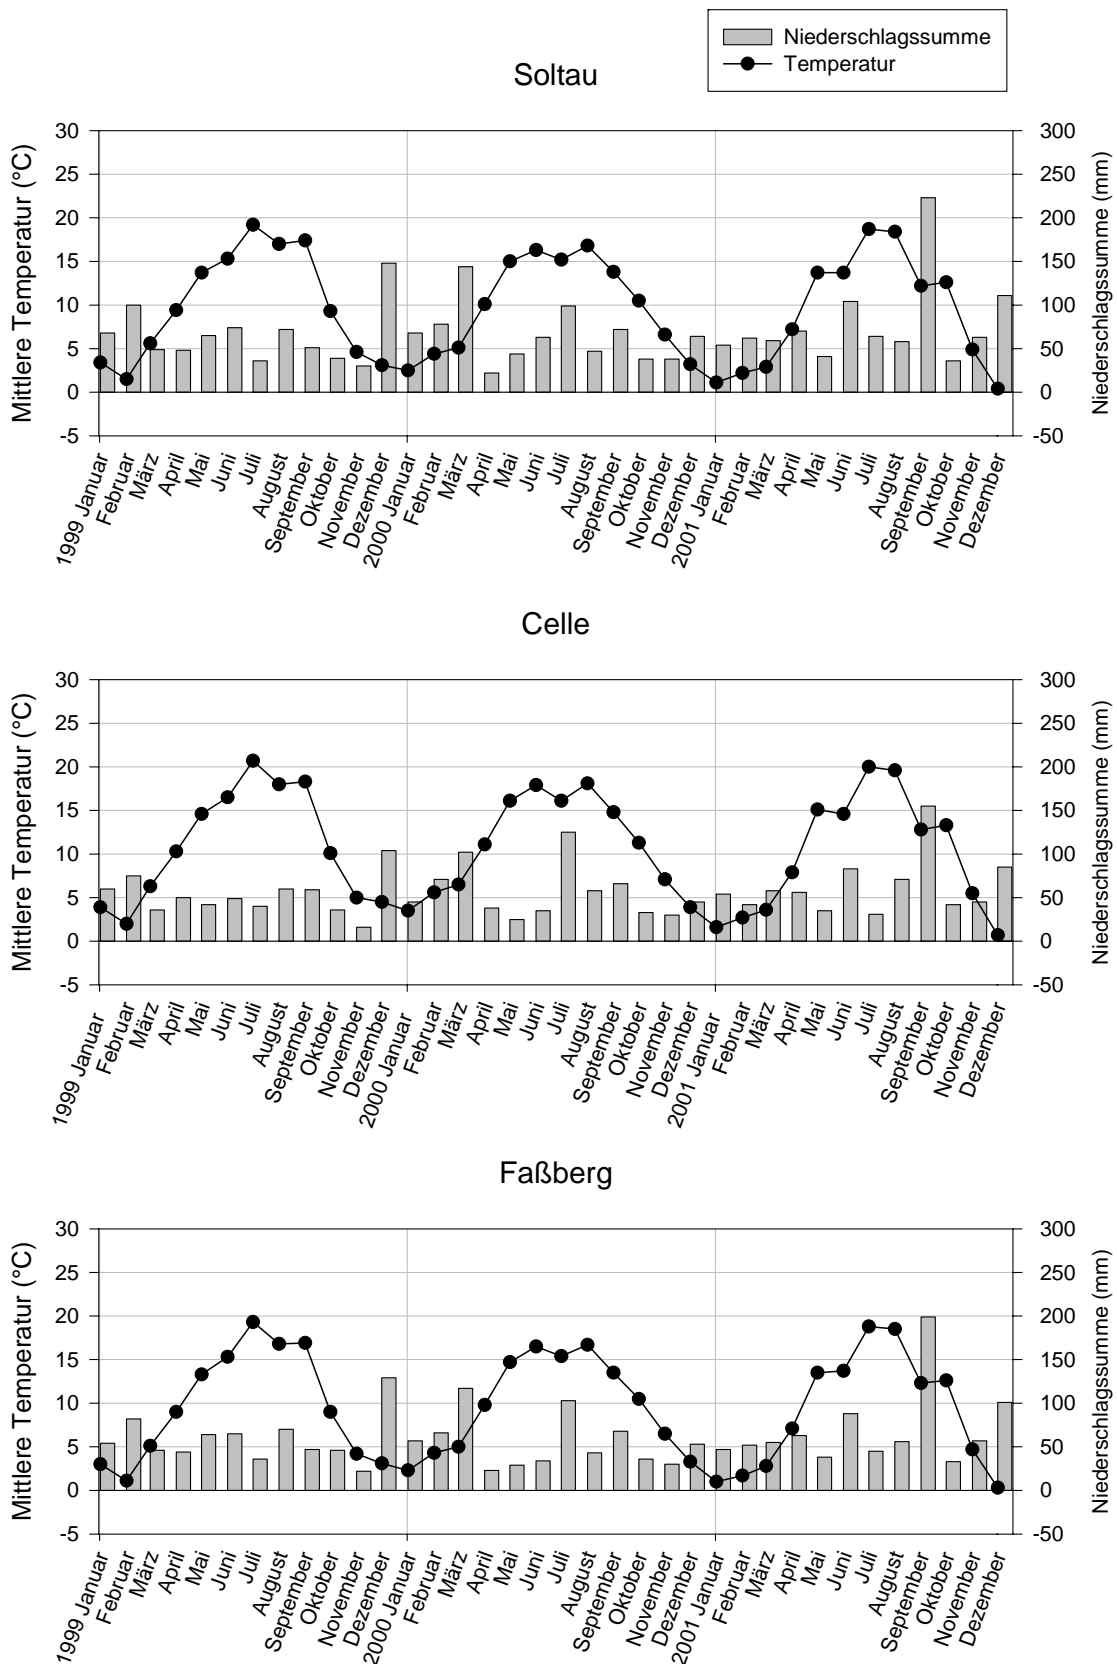 Niederschlagssumme
Temperatur
Soltau
Mittlere Temperatur (°C)
30
25
20
15
10
5
0
-5
300
250
200
150
100
50
0
-50
Niederschlagssumme (mm)
1999 Januar
Februar
März
April
Mai
Juni
Juli
August
September
Oktober
November
Dezember
2000 Januar
Februar
März
April
Mai
Juni
Juli
August
September
Oktober
November
Dezember
2001 Januar
Februar
März
April
Mai
Juni
Juli
August
September
Oktober
November
Dezember
Celle
Mittlere Temperatur (°C)
30
25
20
15
10
5
0
-5
300
250
200
150
100
50
0
-50
Niederschlagssumme (mm)
1999 Januar
Februar
März
April
Mai
Juni
Juli
August
September
Oktober
November
Dezember
2000 Januar
Februar
März
April
Mai
Juni
Juli
August
September
Oktober
November
Dezember
2001 Januar
Februar
März
April
Mai
Juni
Juli
August
September
Oktober
November
Dezember
Faßberg
Mittlere Temperatur (°C)
30
25
20
15
10
5
0
-5
300
250
200
150
100
50
0
-50
Niederschlagssumme (mm)
1999 Januar
Februar
März
April
Mai
Juni
Juli
August
September
Oktober
November
Dezember
2000 Januar
Februar
März
April
Mai
Juni
Juli
August
September
Oktober
November
Dezember
2001 Januar
Februar
März
April
Mai
Juni
Juli
August
September
Oktober
November
Dezember